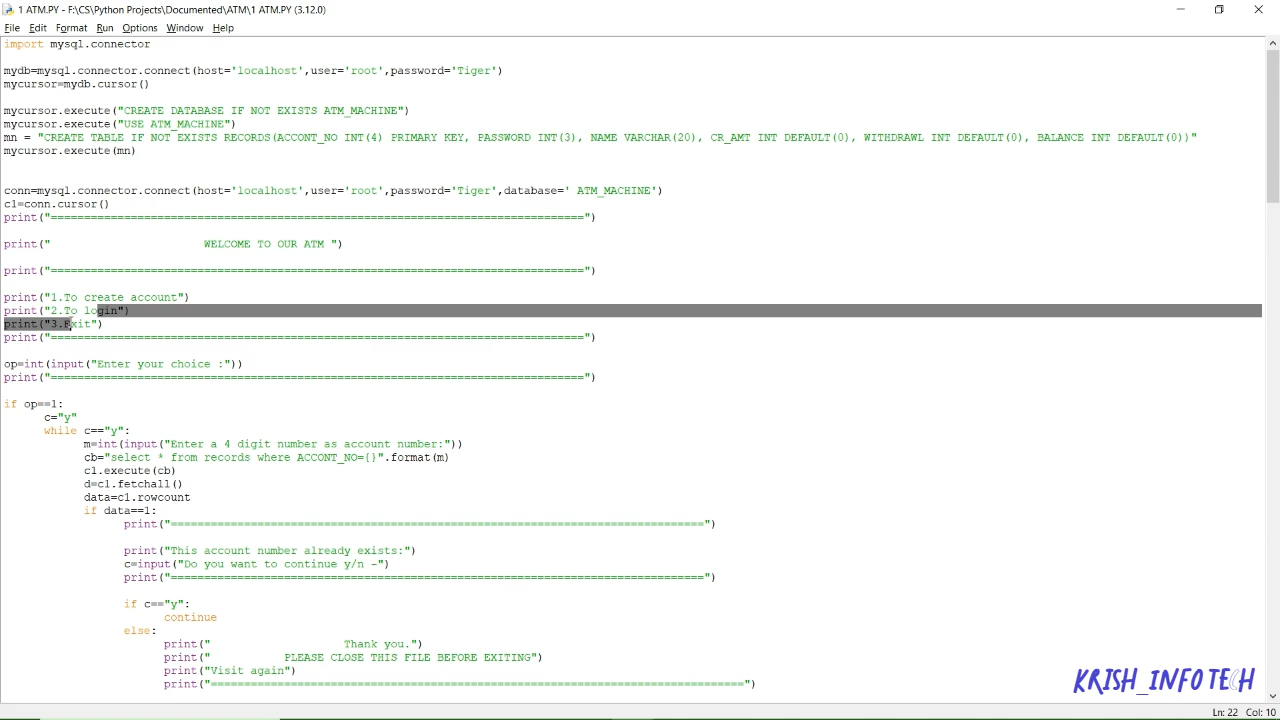 1 ATM.PY - F:\CS\Python Projects\Documented\ATM\1 ATM.PY (3.12.0)
File Edit Format Run Options Window Help
import mysql.connector
mydb=mysql.connector.connect(host='localhost',user='root',password='Tiger')
mycursor=mydb.cursor()
mycursor.execute("CREATE DATABASE IF NOT EXISTS ATM_MACHINE")
mycursor.execute("USE ATM_MACHINE")
mn = "CREATE TABLE IF NOT EXISTS RECORDS(ACCONT_NO INT(4) PRIMARY KEY, PASSWORD INT(3), NAME VARCHAR(20), CR_AMT INT DEFAULT(0), WITHDRAWL INT DEFAULT(0), BALANCE INT DEFAULT(0))"
mycursor.execute(mn)
conn=mysql.connector.connect(host='localhost',user='root',password='Tiger',database=' ATM_MACHINE')
c1=conn.cursor()
print("================================================================================")
print("                       WELCOME TO OUR ATM ")
print("================================================================================")
print("1.To create account")
print("2.To login")
print("3.Exit")
print("================================================================================")
op=int(input("Enter your choice :"))
print("================================================================================")
if op==1:
      c="y"
      while c=="y":
            m=int(input("Enter a 4 digit number as account number:"))
            cb="select * from records where ACCONT_NO={}".format(m)
            c1.execute(cb)
            d=c1.fetchall()
            data=c1.rowcount
            if data==1:
                  print("================================================================================")
                  print("This account number already exists:")
                  c=input("Do you want to continue y/n -")
                  print("================================================================================")
                  if c=="y":
                        continue
                  else:
                        print("                    Thank you.")
                        print("           PLEASE CLOSE THIS FILE BEFORE EXITING")
                        print("Visit again")
                        print("================================================================================")
KRISH_INFO TECH
Ln: 22 Col: 10